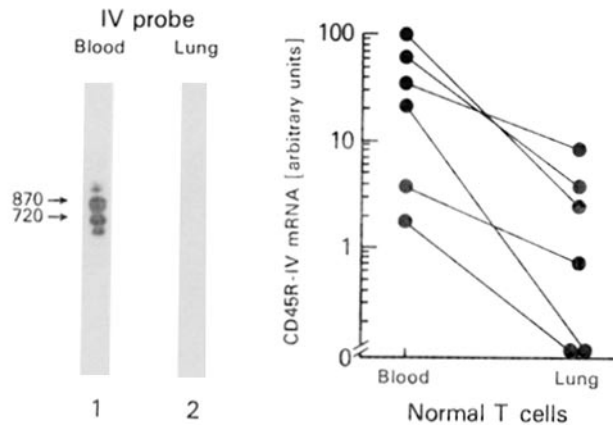 IV probe
Blood Lung
870 →
720 →
1 2
CD45R-IV mRNA [arbitrary units]
100
10
1
0
Blood Lung
Normal T cells